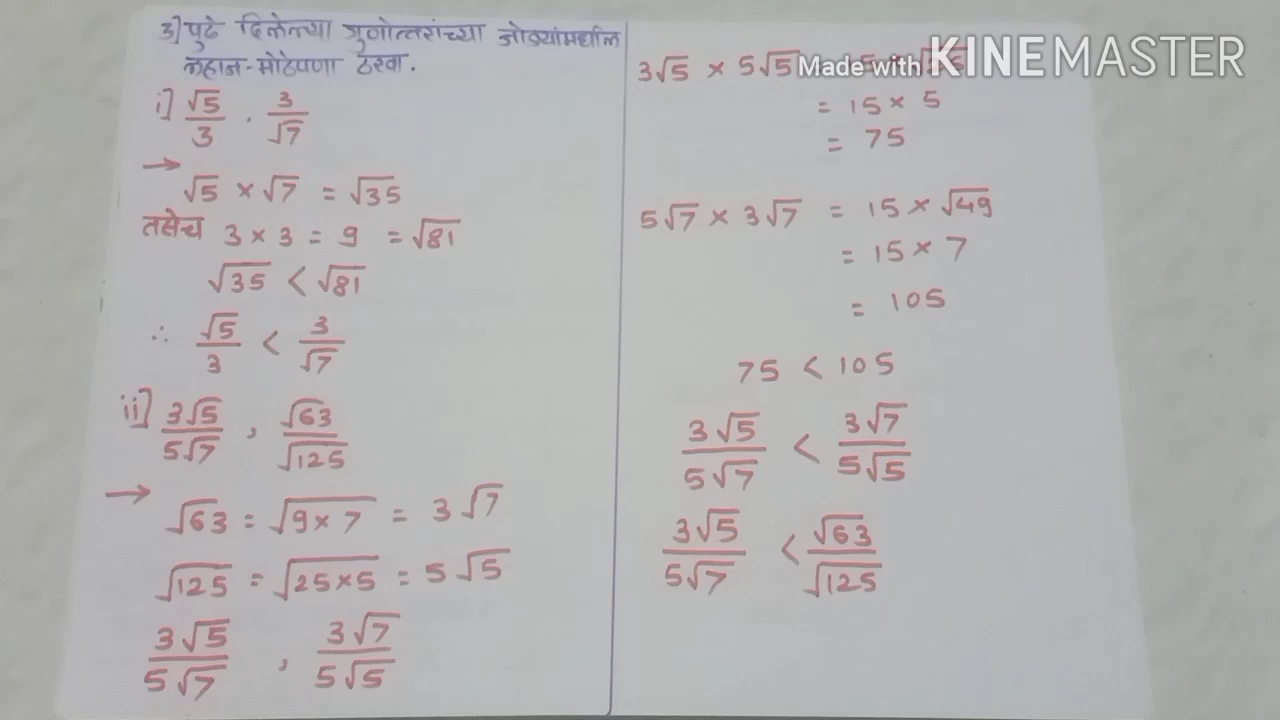 ३) पुढे दिलेल्या गुणोत्तरांच्या जोड्यांमधील
लहान-मोठेपणा ठरवा.
i] √5/3 . 3/√7
→
√5 × √7 = √35
तसेच 3 × 3 = 9 = √81
√35 < √81
∴ √5/3 < 3/√7
ii] 3√5/5√7 , √63/√125
→
√63 = √9×7 = 3√7
√125 = √25×5 = 5√5
3√5/5√7 , 3√7/5√5
3√5 × 5√5
Made with KINEMASTER
= 15 × 5
= 75
5√7 × 3√7 = 15 × √49
= 15 × 7
= 105
75 < 105
3√5/5√7 < 3√7/5√5
3√5/5√7 < √63/√125